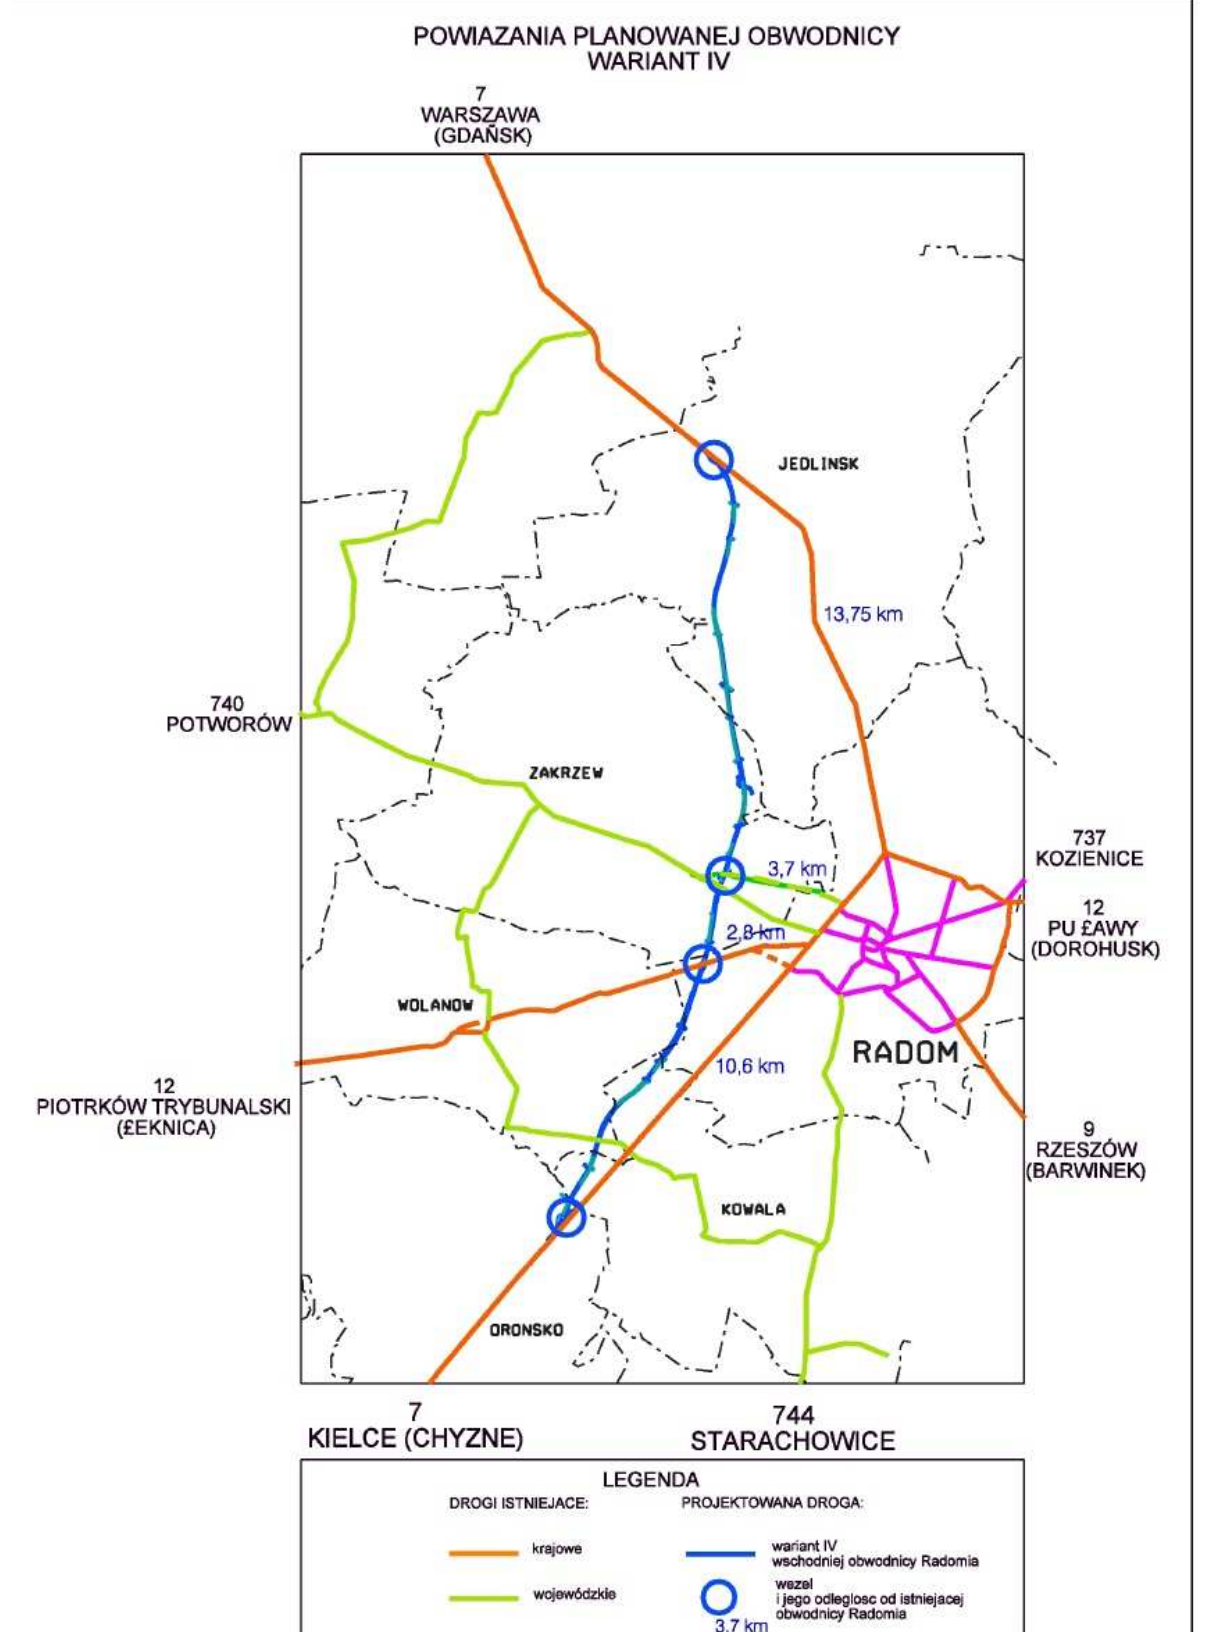 POWIAZANIA PLANOWANEJ OBWODNICY
WARIANT IV
7
WARSZAWA
(GDAÑSK)
JEDLINSK
13,75 km
740
POTWORÓW
ZAKRZEW
737
KOZIENICE
3,7 km
12
PU £AWY
(DOROHUSK)
2,8 km
WOLANOW
RADOM
10,6 km
12
PIOTRKÓW TRYBUNALSKI
(£EKNICA)
9
RZESZÓW
(BARWINEK)
KOWALA
ORONSKO
7
KIELCE (CHYZNE)
744
STARACHOWICE
LEGENDA
DROGI ISTNIEJACE:
PROJEKTOWANA DROGA:
krajowe
wariant IV
wschodniej obwodnicy Radomia
wojewódzkie
wezel
i jego odleglosc od istniejacej
obwodnicy Radomia
3,7 km